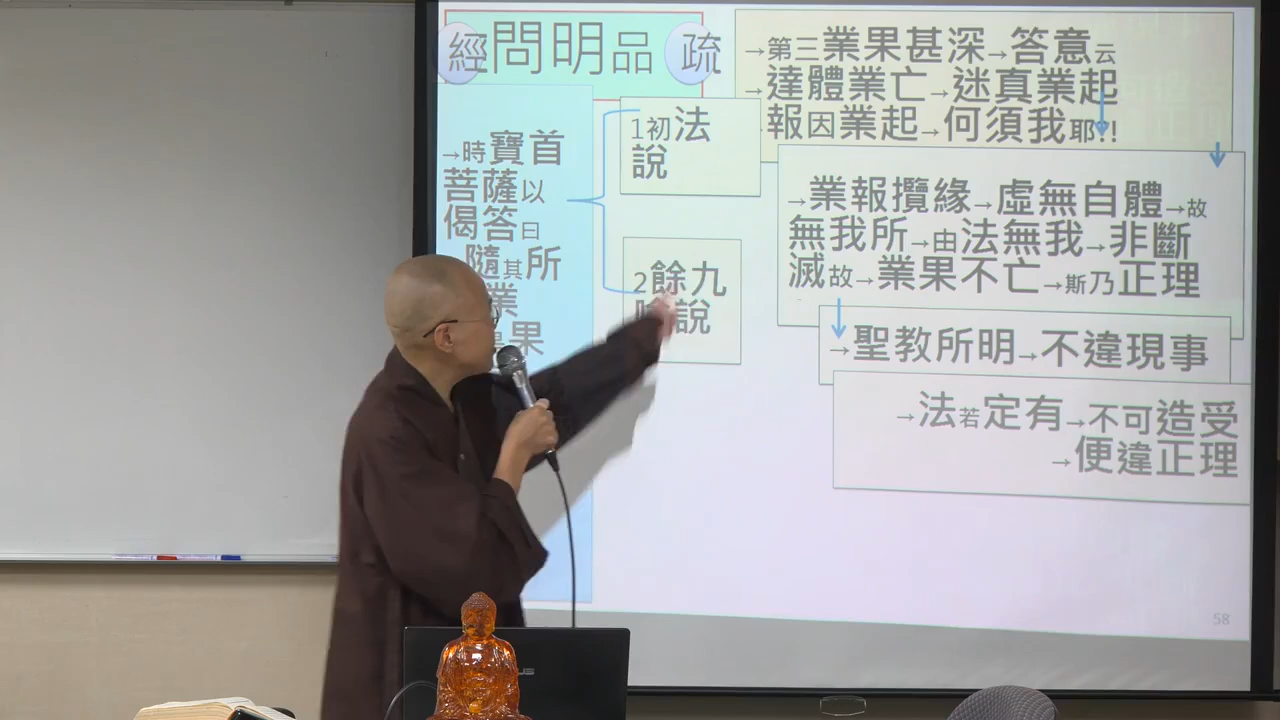 經問明品 疏
→時寶首
菩薩以
偈答曰
隨其所
業
果
1初法
說
2餘九
說
→第三業果甚深→答意云
→達體業亡→迷真業起
報因業起→何須我耶!!
→業報攬緣→虛無自體→故
無我所→由法無我→非斷
滅故→業果不亡→斯乃正理
→聖教所明→不違現事
→法若定有→不可造受
→便違正理
58